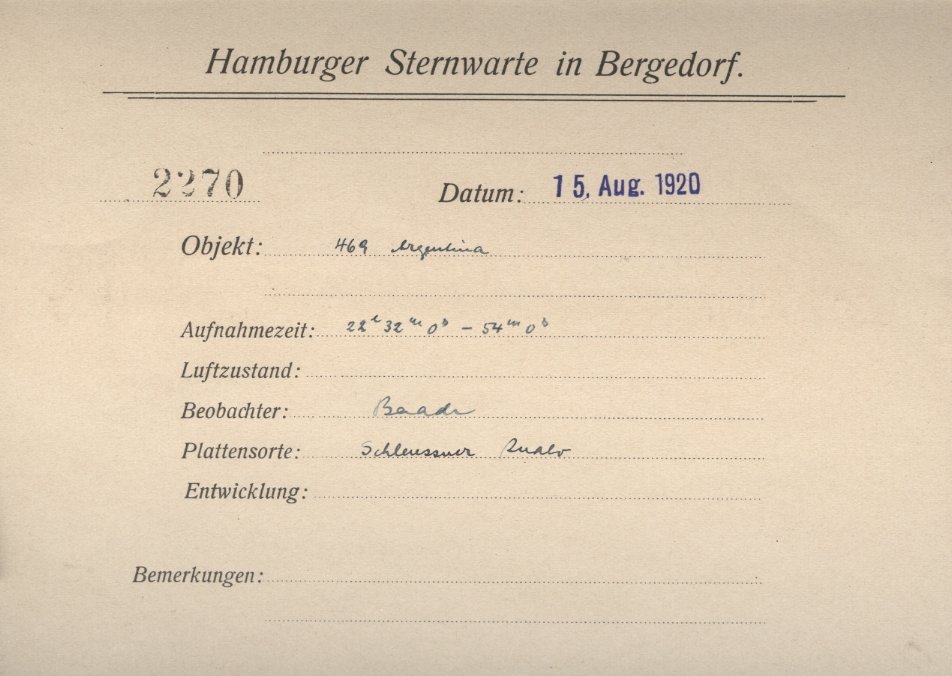 Hamburger Sternwarte in Bergedorf.
2270 Datum: 15. Aug. 1920
Objekt: 469 Argentina
Aufnahmezeit: 22h 32m 0s – 54m 0s
Luftzustand:
Beobachter: Baade
Plattensorte: Schleussner
Entwicklung:
Bemerkungen: